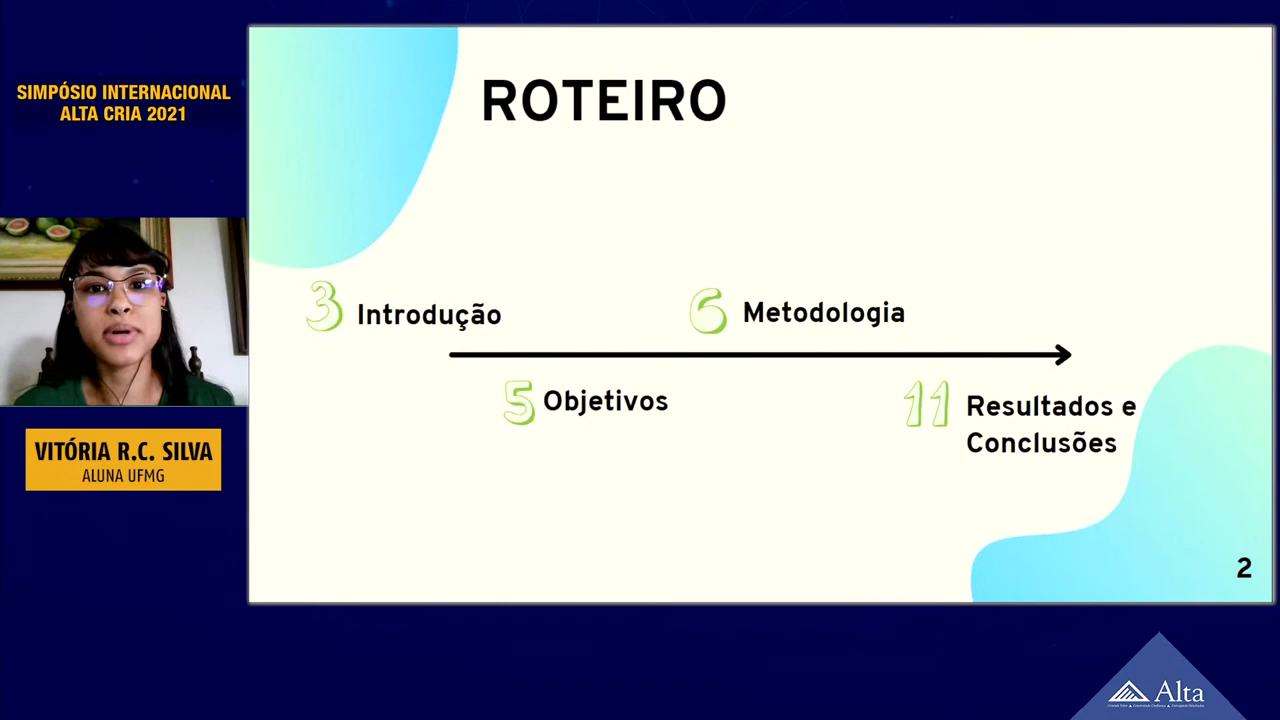 SIMPÓSIO INTERNACIONAL
ALTA CRIA 2021
ROTEIRO
3 Introdução
6 Metodologia
5 Objetivos
11 Resultados e
Conclusões
VITÓRIA R.C. SILVA
ALUNA UFMG
2
Alta